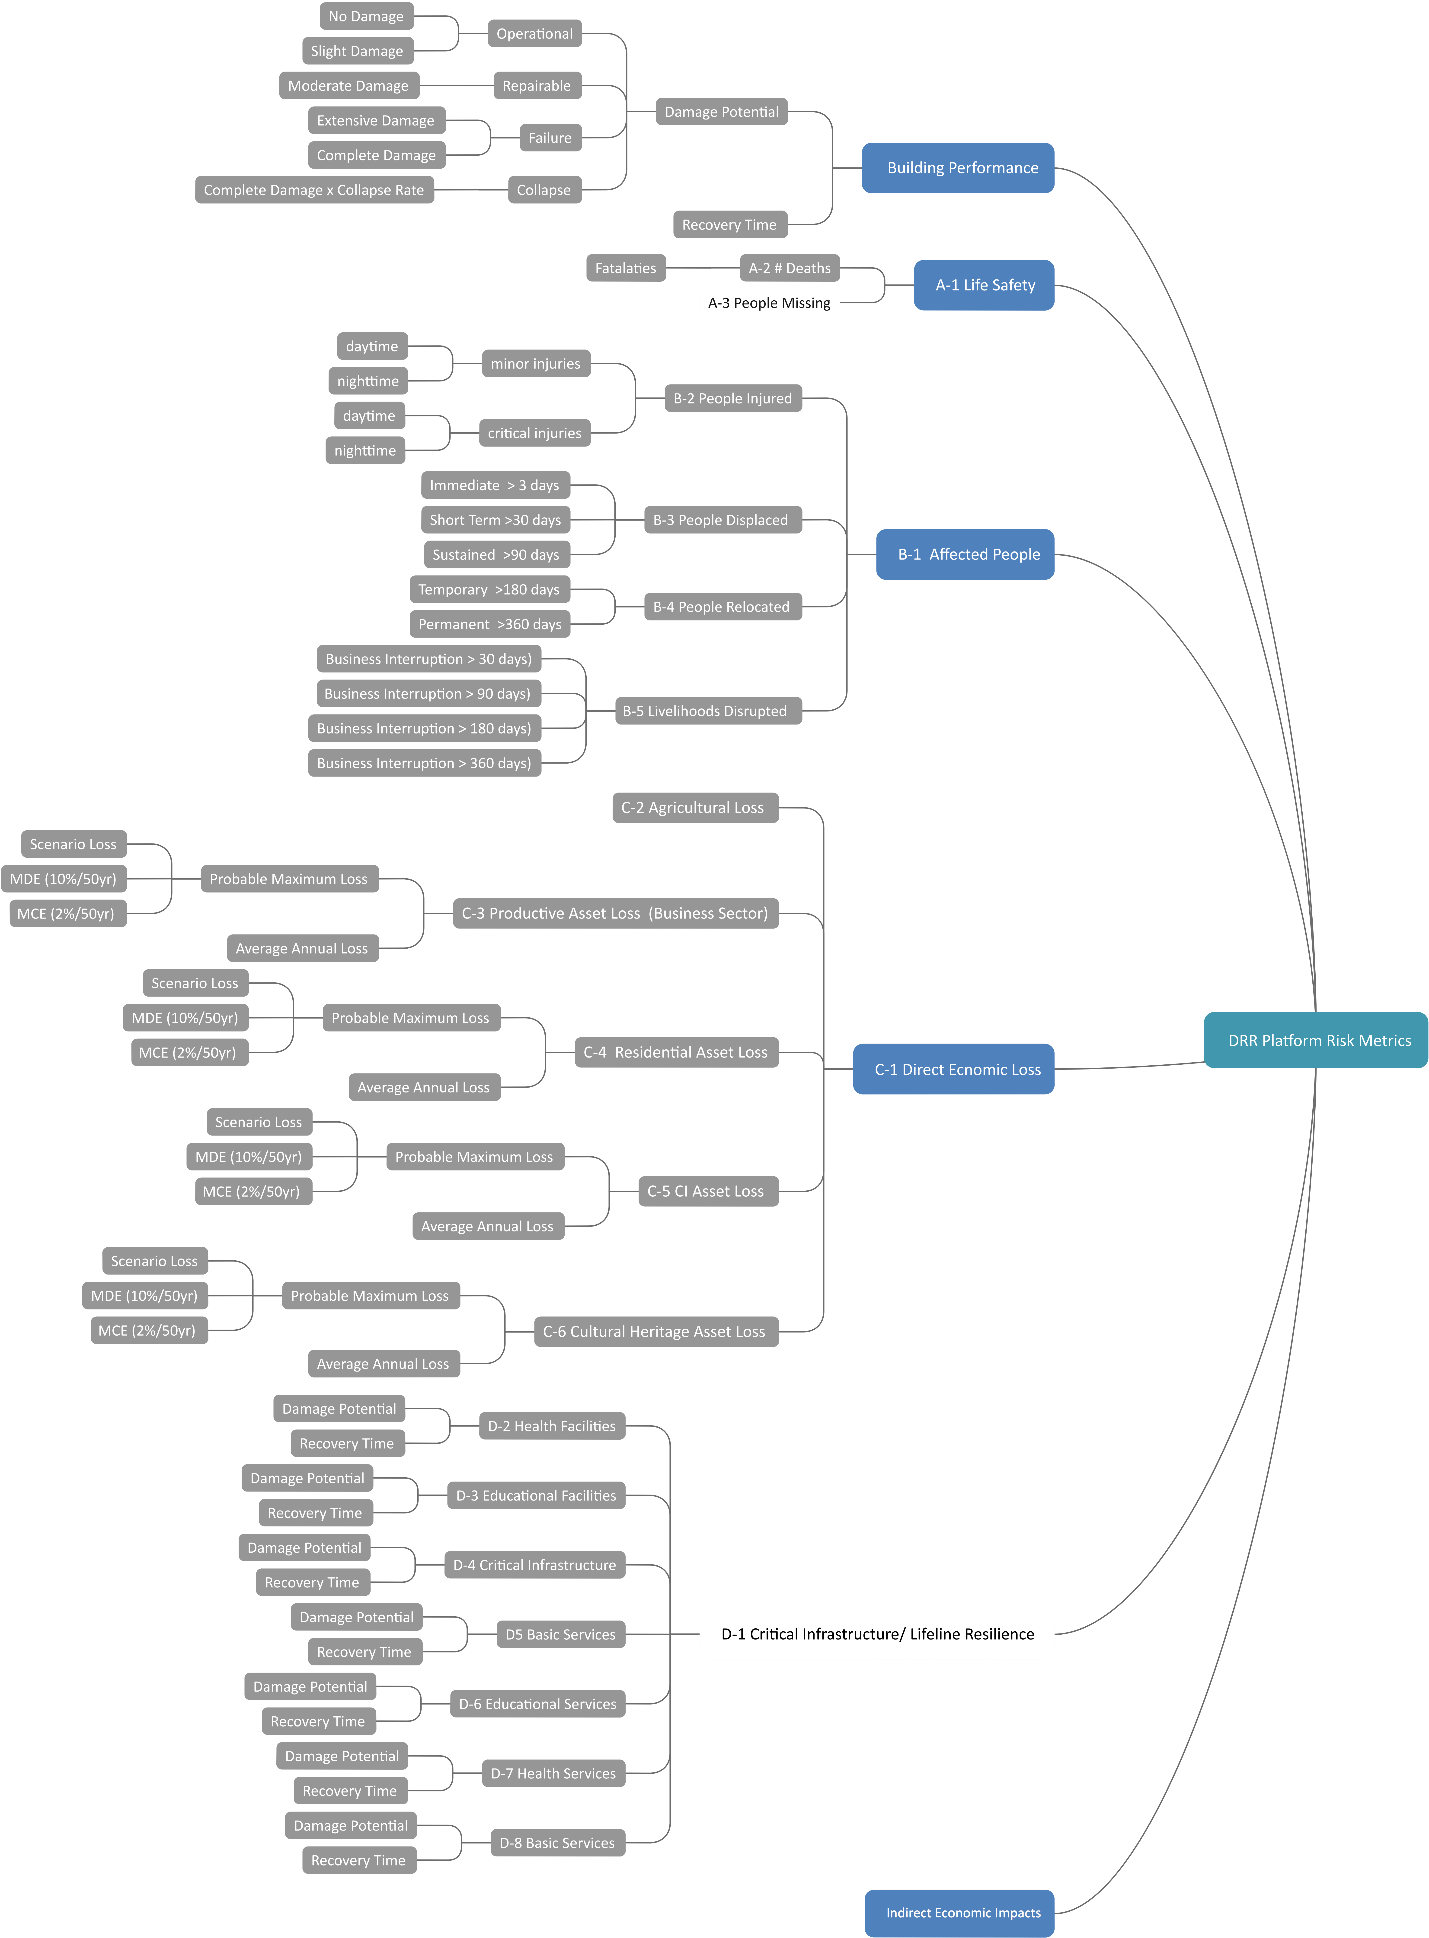 No Damage
Slight Damage
Operational
Moderate Damage
Repairable
Extensive Damage
Complete Damage
Failure
Complete Damage x Collapse Rate
Collapse
Damage Potential
Recovery Time
Building Performance
Fatalaties
A-2 # Deaths
A-3 People Missing
A-1 Life Safety
daytime
nighttime
minor injuries
daytime
nighttime
critical injuries
B-2 People Injured
Immediate > 3 days
Short Term >30 days
Sustained >90 days
B-3 People Displaced
Temporary >180 days
Permanent >360 days
B-4 People Relocated
Business Interruption > 30 days)
Business Interruption > 90 days)
Business Interruption > 180 days)
Business Interruption > 360 days)
B-5 Livelihoods Disrupted
B-1 Affected People
C-2 Agricultural Loss
Scenario Loss
MDE (10%/50yr)
MCE (2%/50yr)
Probable Maximum Loss
Average Annual Loss
C-3 Productive Asset Loss (Business Sector)
Scenario Loss
MDE (10%/50yr)
MCE (2%/50yr)
Probable Maximum Loss
Average Annual Loss
C-4 Residential Asset Loss
Scenario Loss
MDE (10%/50yr)
MCE (2%/50yr)
Probable Maximum Loss
Average Annual Loss
C-5 CI Asset Loss
Scenario Loss
MDE (10%/50yr)
MCE (2%/50yr)
Probable Maximum Loss
Average Annual Loss
C-6 Cultural Heritage Asset Loss
C-1 Direct Ecnomic Loss
DRR Platform Risk Metrics
Damage Potential
Recovery Time
D-2 Health Facilities
Damage Potential
Recovery Time
D-3 Educational Facilities
Damage Potential
Recovery Time
D-4 Critical Infrastructure
Damage Potential
Recovery Time
D5 Basic Services
Damage Potential
Recovery Time
D-6 Educational Services
Damage Potential
Recovery Time
D-7 Health Services
Damage Potential
Recovery Time
D-8 Basic Services
D-1 Critical Infrastructure/ Lifeline Resilience
Indirect Economic Impacts